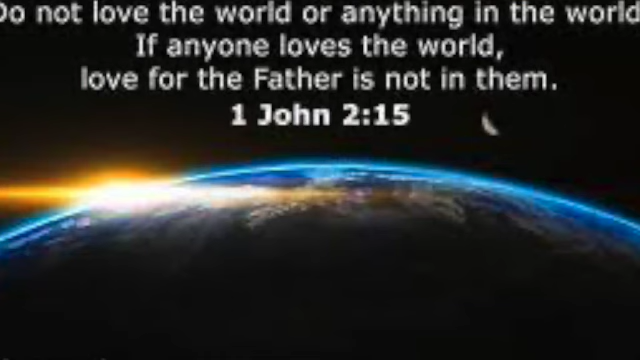 Do not love the world or anything in the world
If anyone loves the world,
love for the Father is not in them.
1 John 2:15